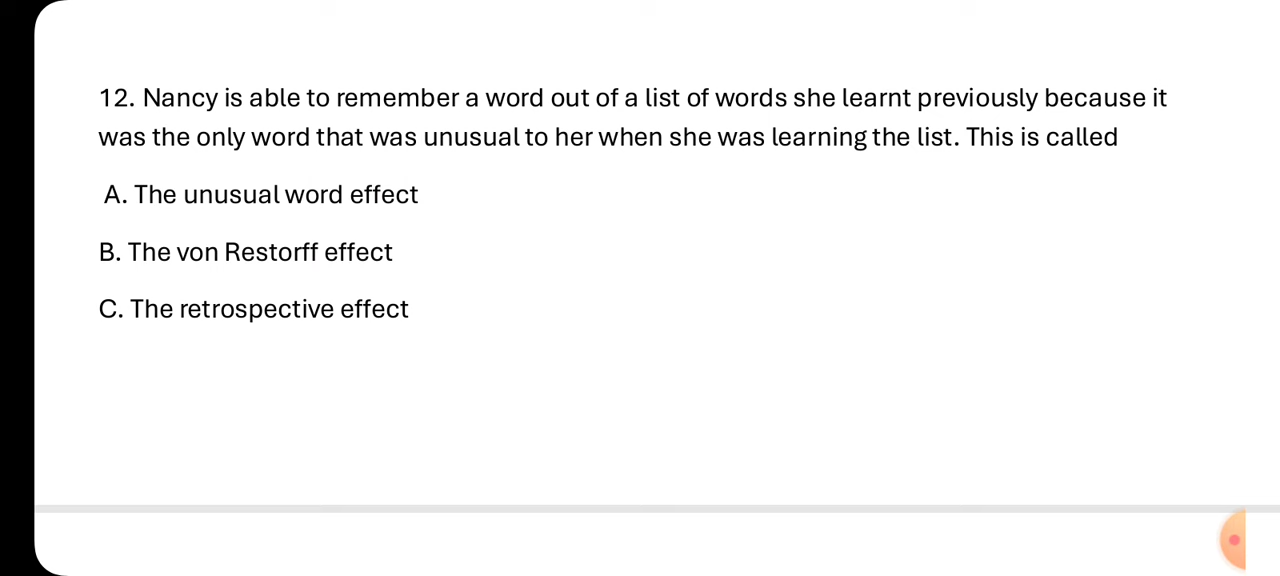 12. Nancy is able to remember a word out of a list of words she learnt previously because it
was the only word that was unusual to her when she was learning the list. This is called
A. The unusual word effect
B. The von Restorff effect
C. The retrospective effect